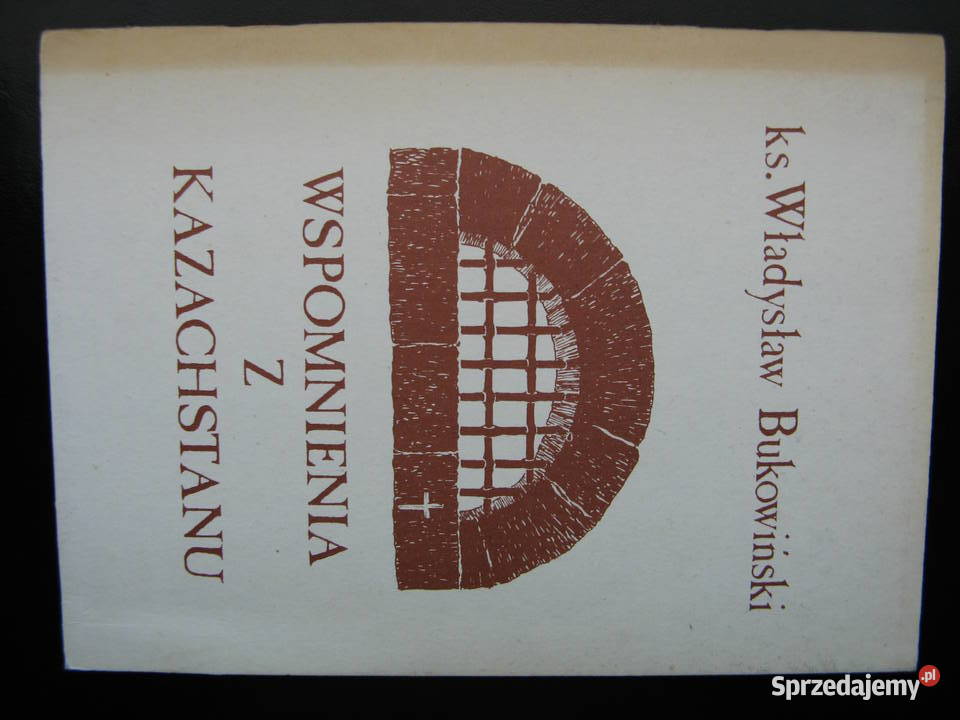 ks. Władysław Bukowiński
WSPOMNIENIA
Z
KAZACHSTANU
Sprzedajemy.pl